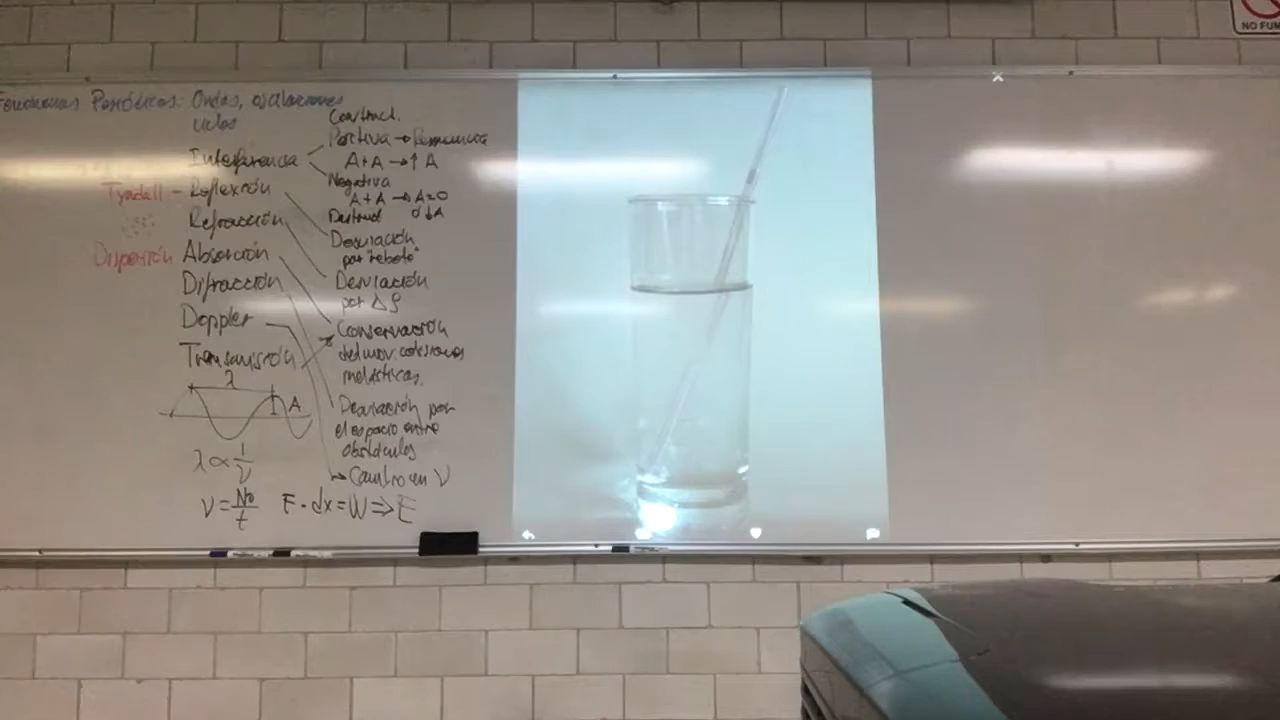 Fenómenos Periódicos: Ondas, oscilaciones
ciclos
Construct.
Interferencia
Positiva → Resonancia
A+A → ↑ A
Negativa
A+A → A=0
Destruct ó ↓A
Tyndall - Reflexión
Desviación
por "rebote"
Refracción
Desviación
por Δρ
Dispersión Absorción
Conservación
del mov. colisiones
inelásticas.
Difracción
Desviación por
el espacio entre
obstáculos
Doppler
Cambio en ν
Transmisión
λ
A
λ ∝ 1/ν
ν = No/t F · dx = W ⇒ E
NO FUM